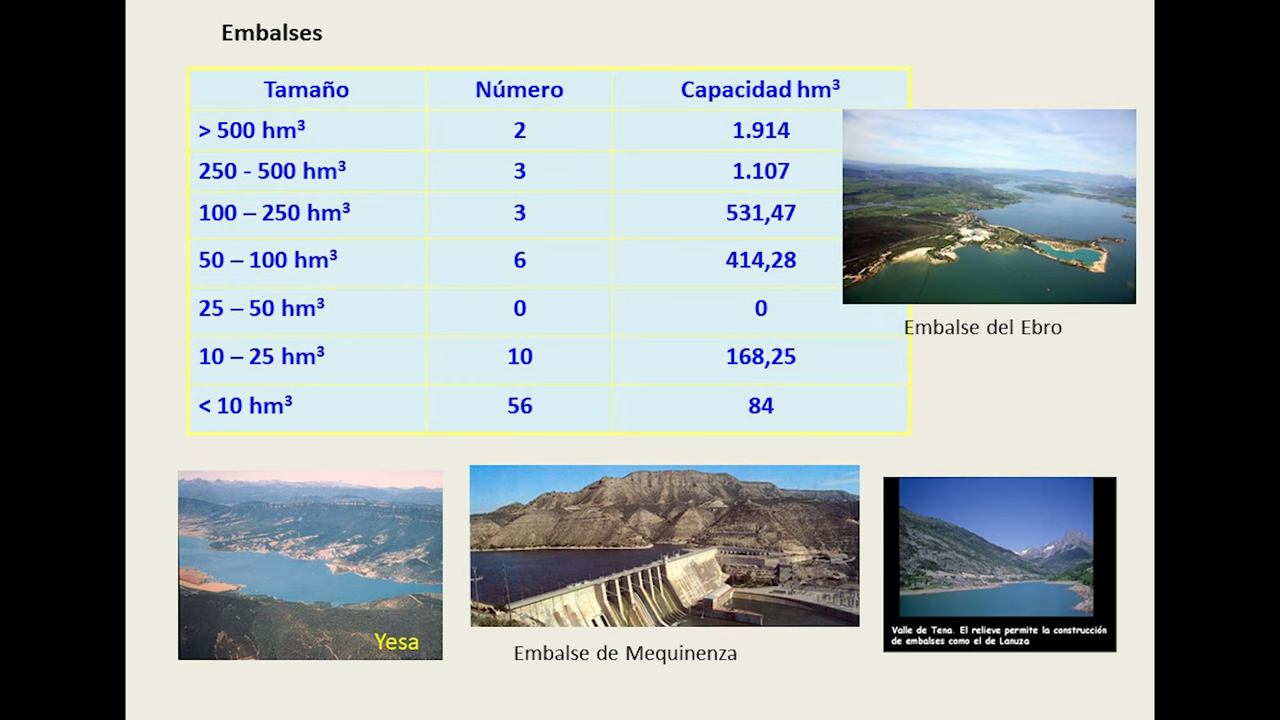 Embalses
Tamaño Número Capacidad hm³
> 500 hm³ 2 1.914
250 - 500 hm³ 3 1.107
100 – 250 hm³ 3 531,47
50 – 100 hm³ 6 414,28
25 – 50 hm³ 0 0
10 – 25 hm³ 10 168,25
< 10 hm³ 56 84
Embalse del Ebro
Yesa
Embalse de Mequinenza
Valle de Tena. El relieve permite la construcción
de embalses como el de Lanuza